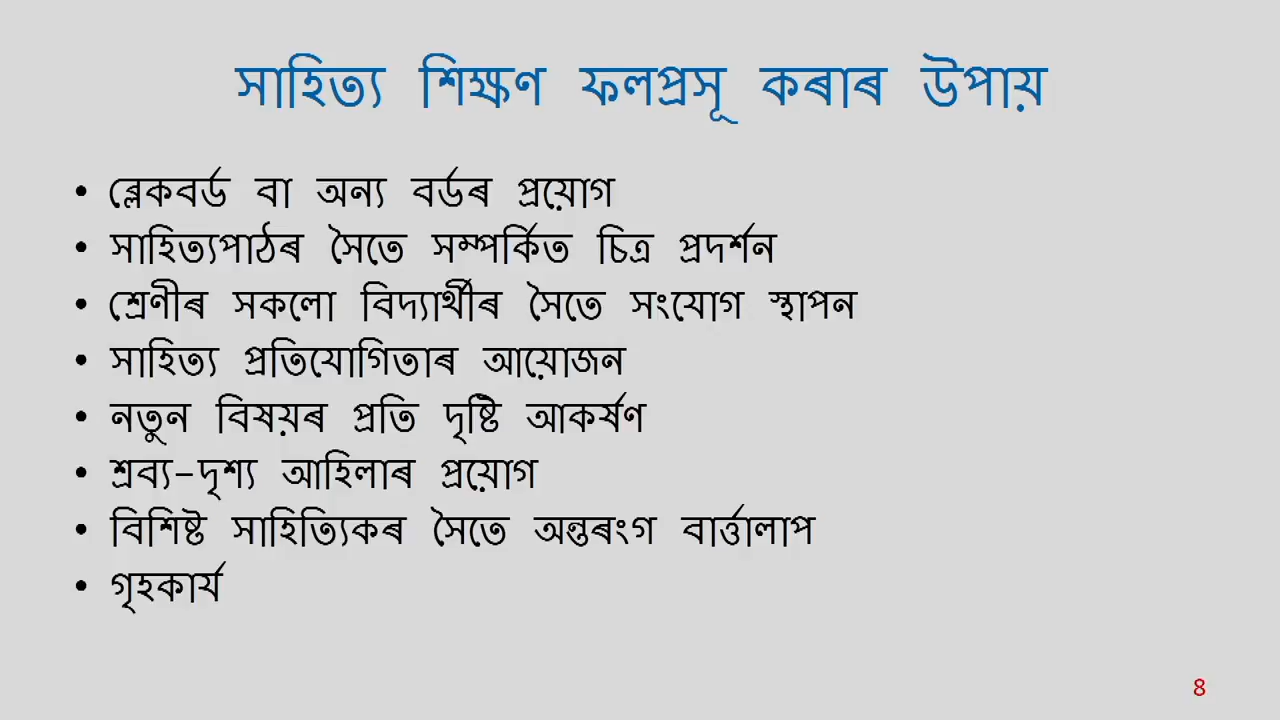 সাহিত্য শিক্ষণ ফলপ্ৰসূ কৰাৰ উপায়
• ব্লেকবৰ্ড বা অন্য বৰ্ডৰ প্ৰয়োগ
• সাহিত্যপাঠৰ সৈতে সম্পৰ্কিত চিত্ৰ প্ৰদৰ্শন
• শ্ৰেণীৰ সকলো বিদ্যাৰ্থীৰ সৈতে সংযোগ স্থাপন
• সাহিত্য প্ৰতিযোগিতাৰ আয়োজন
• নতুন বিষয়ৰ প্ৰতি দৃষ্টি আকৰ্ষণ
• শ্ৰব্য-দৃশ্য আহিলাৰ প্ৰয়োগ
• বিশিষ্ট সাহিত্যিকৰ সৈতে অন্তৰংগ বাৰ্ত্তালাপ
• গৃহকাৰ্য
8